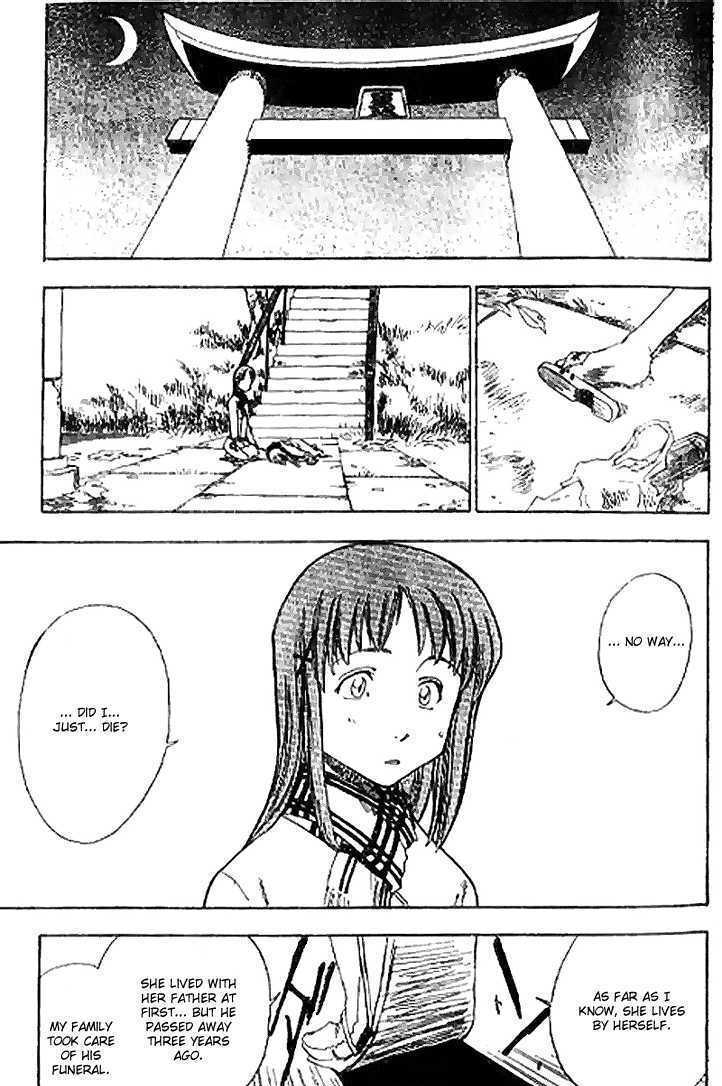 ... NO WAY...
... DID I...
JUST... DIE?
AS FAR AS I
KNOW, SHE LIVES
BY HERSELF.
SHE LIVED WITH
HER FATHER AT
FIRST... BUT HE
PASSED AWAY
THREE YEARS
AGO.
MY FAMILY
TOOK CARE
OF HIS
FUNERAL.